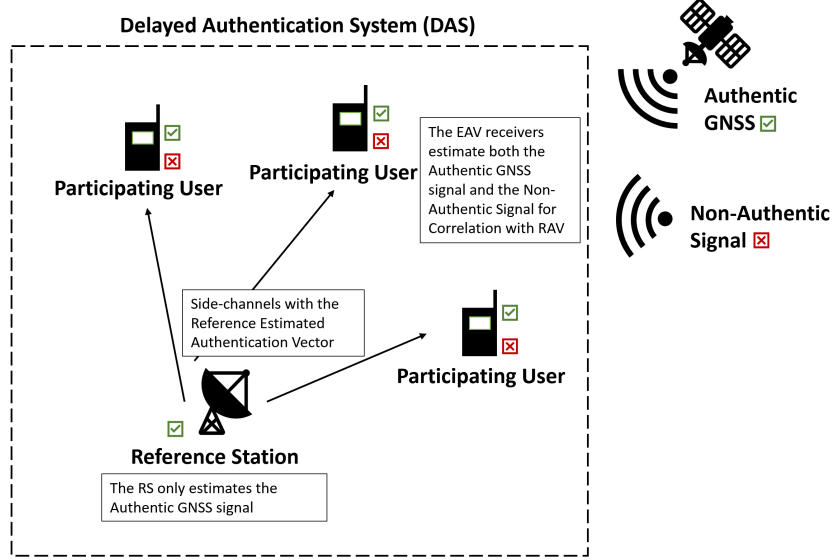 Delayed Authentication System (DAS)
Authentic
GNSS
Non-Authentic
Signal
Participating User
Participating User
The EAV receivers
estimate both the
Authentic GNSS
signal and the Non-
Authentic Signal for
Correlation with RAV
Side-channels with the
Reference Estimated
Authentication Vector
Participating User
Reference Station
The RS only estimates the
Authentic GNSS signal